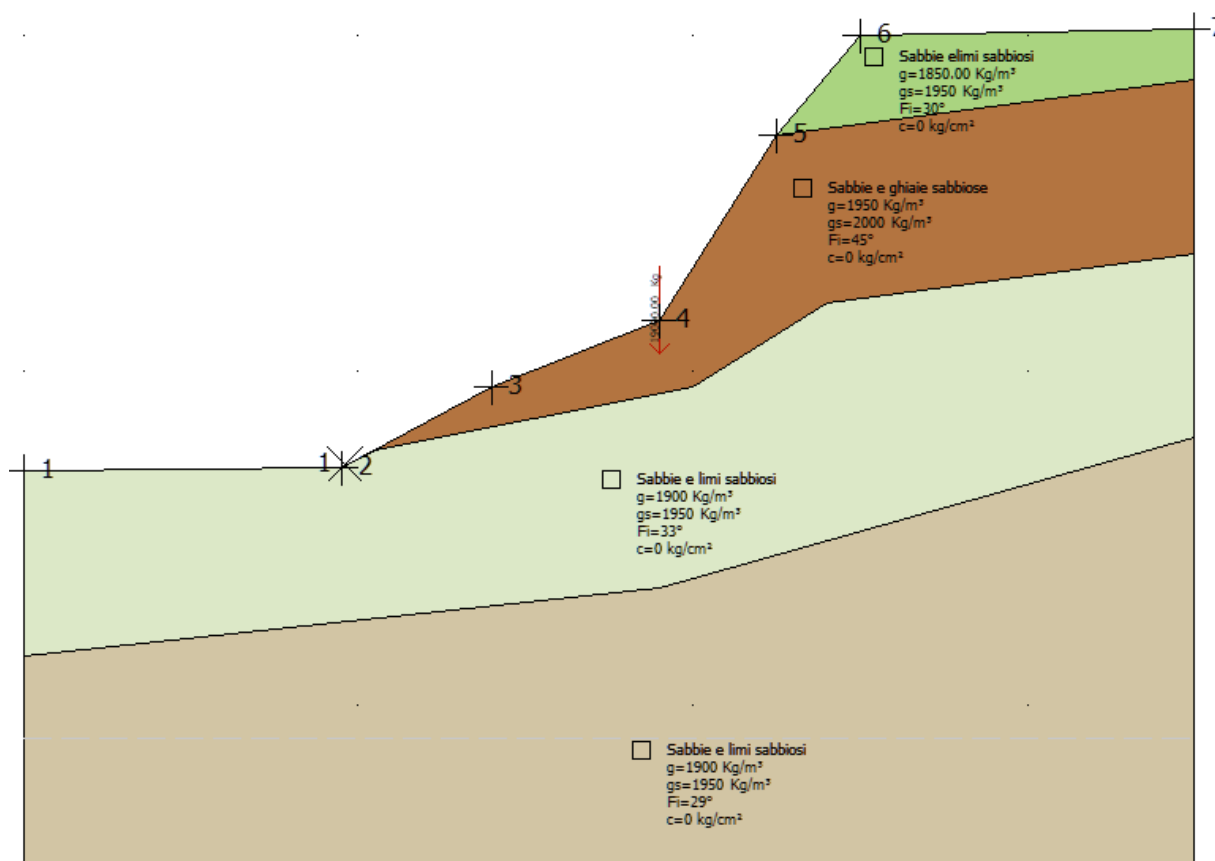 6
7
Sabbie elimi sabbiosi
g=1850.00 Kg/m³
gs=1950 Kg/m³
Fi=30°
c=0 kg/cm²
5
Sabbie e ghiaie sabbiose
g=1950 Kg/m³
gs=2000 Kg/m³
Fi=45°
c=0 kg/cm²
Kg
4
3
1
1
2
Sabbie e limi sabbiosi
g=1900 Kg/m³
gs=1950 Kg/m³
Fi=33°
c=0 kg/cm²
Sabbie e limi sabbiosi
g=1900 Kg/m³
gs=1950 Kg/m³
Fi=29°
c=0 kg/cm²